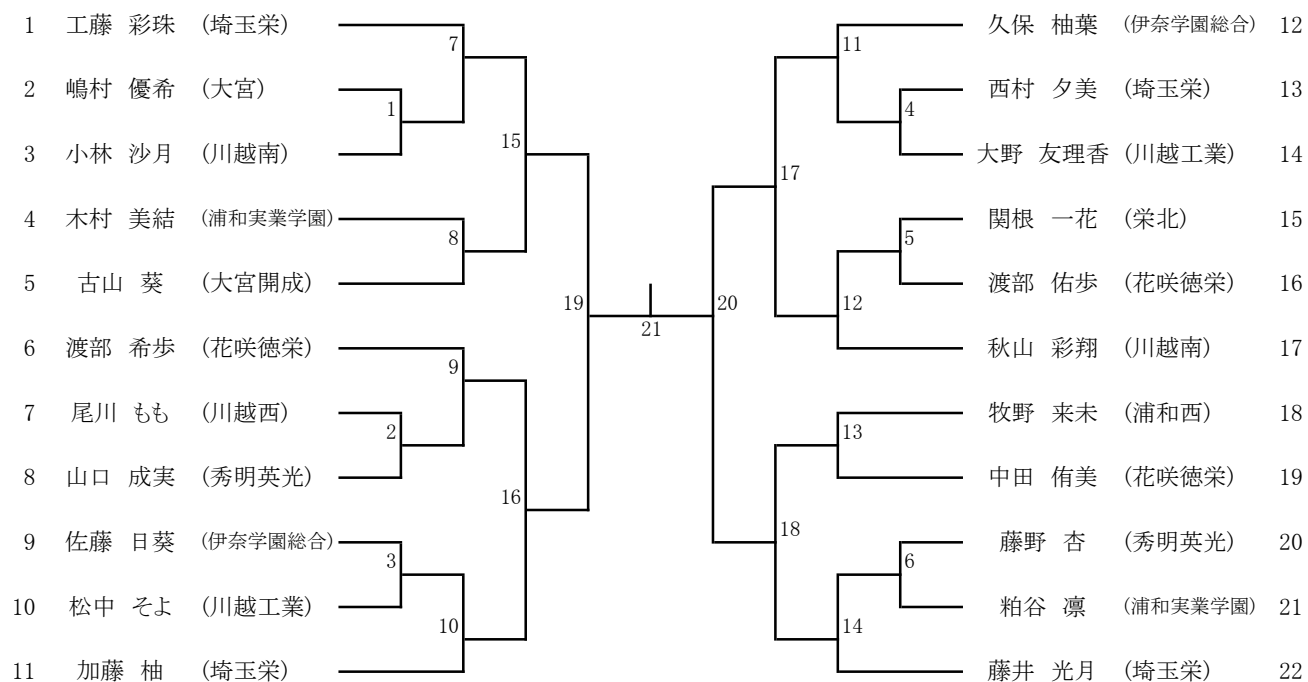 1 工藤 彩珠 (埼玉栄)
2 嶋村 優希 (大宮)
3 小林 沙月 (川越南)
4 木村 美結 (浦和実業学園)
5 古山 葵 (大宮開成)
6 渡部 希歩 (花咲徳栄)
7 尾川 もも (川越西)
8 山口 成実 (秀明英光)
9 佐藤 日葵 (伊奈学園総合)
10 松中 そよ (川越工業)
11 加藤 柚 (埼玉栄)
7
1
15
8
19
9
2
16
3
10
21
11
4
17
5
20
12
13
18
6
14
久保 柚葉 (伊奈学園総合) 12
西村 夕美 (埼玉栄) 13
大野 友理香 (川越工業) 14
関根 一花 (栄北) 15
渡部 佑歩 (花咲徳栄) 16
秋山 彩翔 (川越南) 17
牧野 来未 (浦和西) 18
中田 侑美 (花咲徳栄) 19
藤野 杏 (秀明英光) 20
粕谷 凛 (浦和実業学園) 21
藤井 光月 (埼玉栄) 22